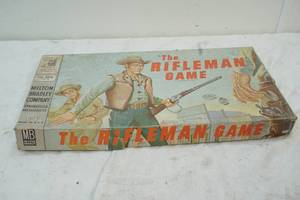 The
RIFLEMAN
GAME
MILTON
BRADLEY
COMPANY
MB
The RIFLEMAN GAME